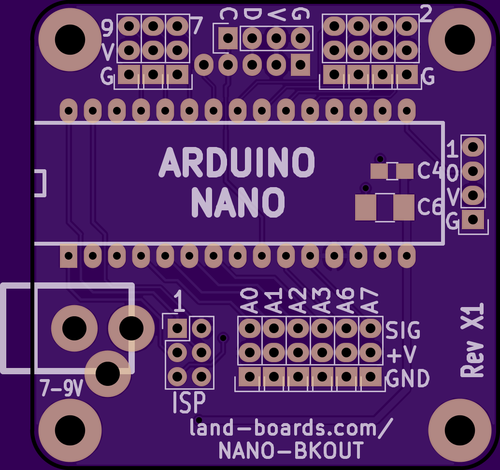 9 7
V
G
C D V G
2
G
ARDUINO
NANO
C4
C6
1
0
V
G
7-9V
1
ISP
A0 A1 A2 A3 A6 A7
SIG
+V
GND
Rev X1
land-boards.com/
NANO-BKOUT